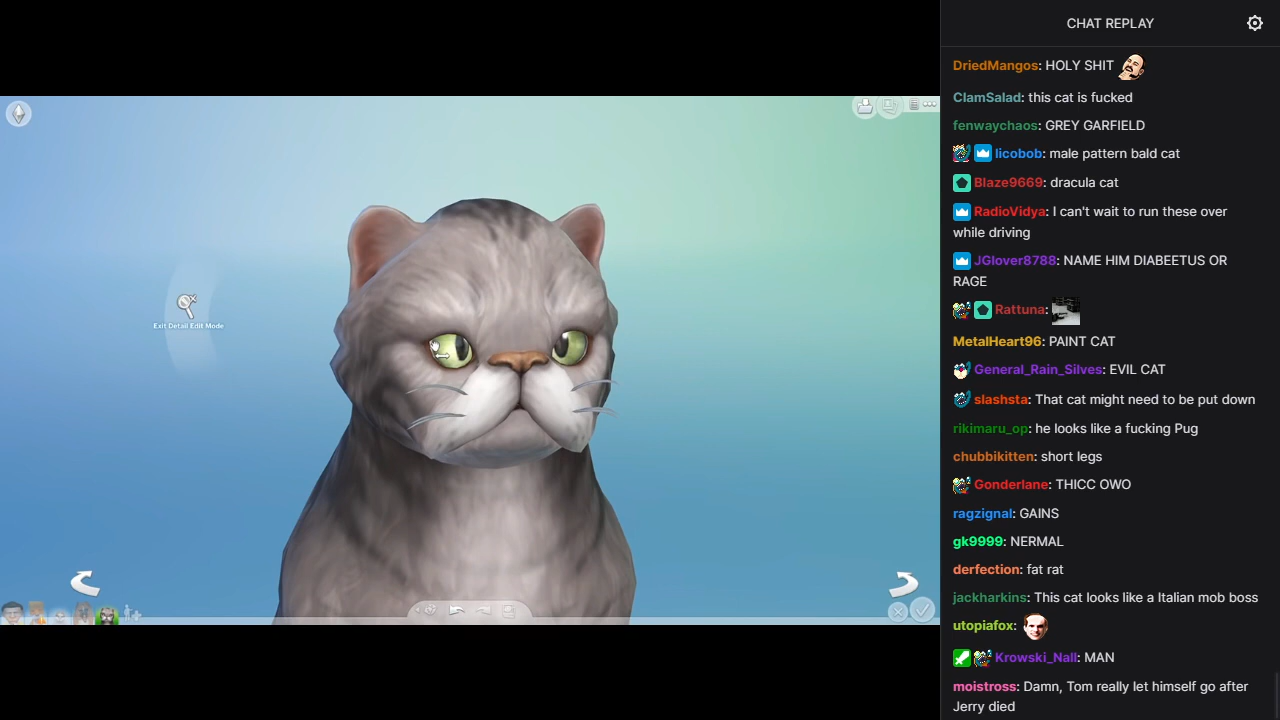 CHAT REPLAY
DriedMangos: HOLY SHIT
ClamSalad: this cat is fucked
fenwaychaos: GREY GARFIELD
licobob: male pattern bald cat
Blaze9669: dracula cat
RadioVidya: I can't wait to run these over
while driving
JGlover8788: NAME HIM DIABEETUS OR
RAGE
Rattuna:
MetalHeart96: PAINT CAT
General_Rain_Silves: EVIL CAT
slashsta: That cat might need to be put down
rikimaru_op: he looks like a fucking Pug
chubbikitten: short legs
Gonderlane: THICC OWO
ragzignal: GAINS
gk9999: NERMAL
derfection: fat rat
jackharkins: This cat looks like a Italian mob boss
utopiafox:
Krowski_Nall: MAN
moistross: Damn, Tom really let himself go after
Jerry died
Exit Detail Edit Mode